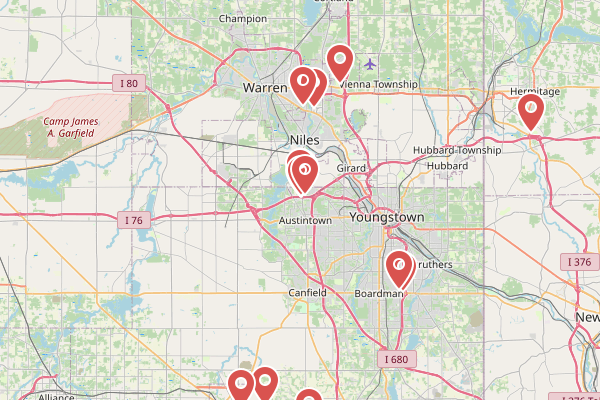 Champion
I 80
Warren
Vienna Township
Hermitage
Camp James
A. Garfield
Niles
Hubbard Township
Girard
Hubbard
I 76
Austintown
Youngstown
I 376
Canfield
Boardman
New
I 680
Alliance